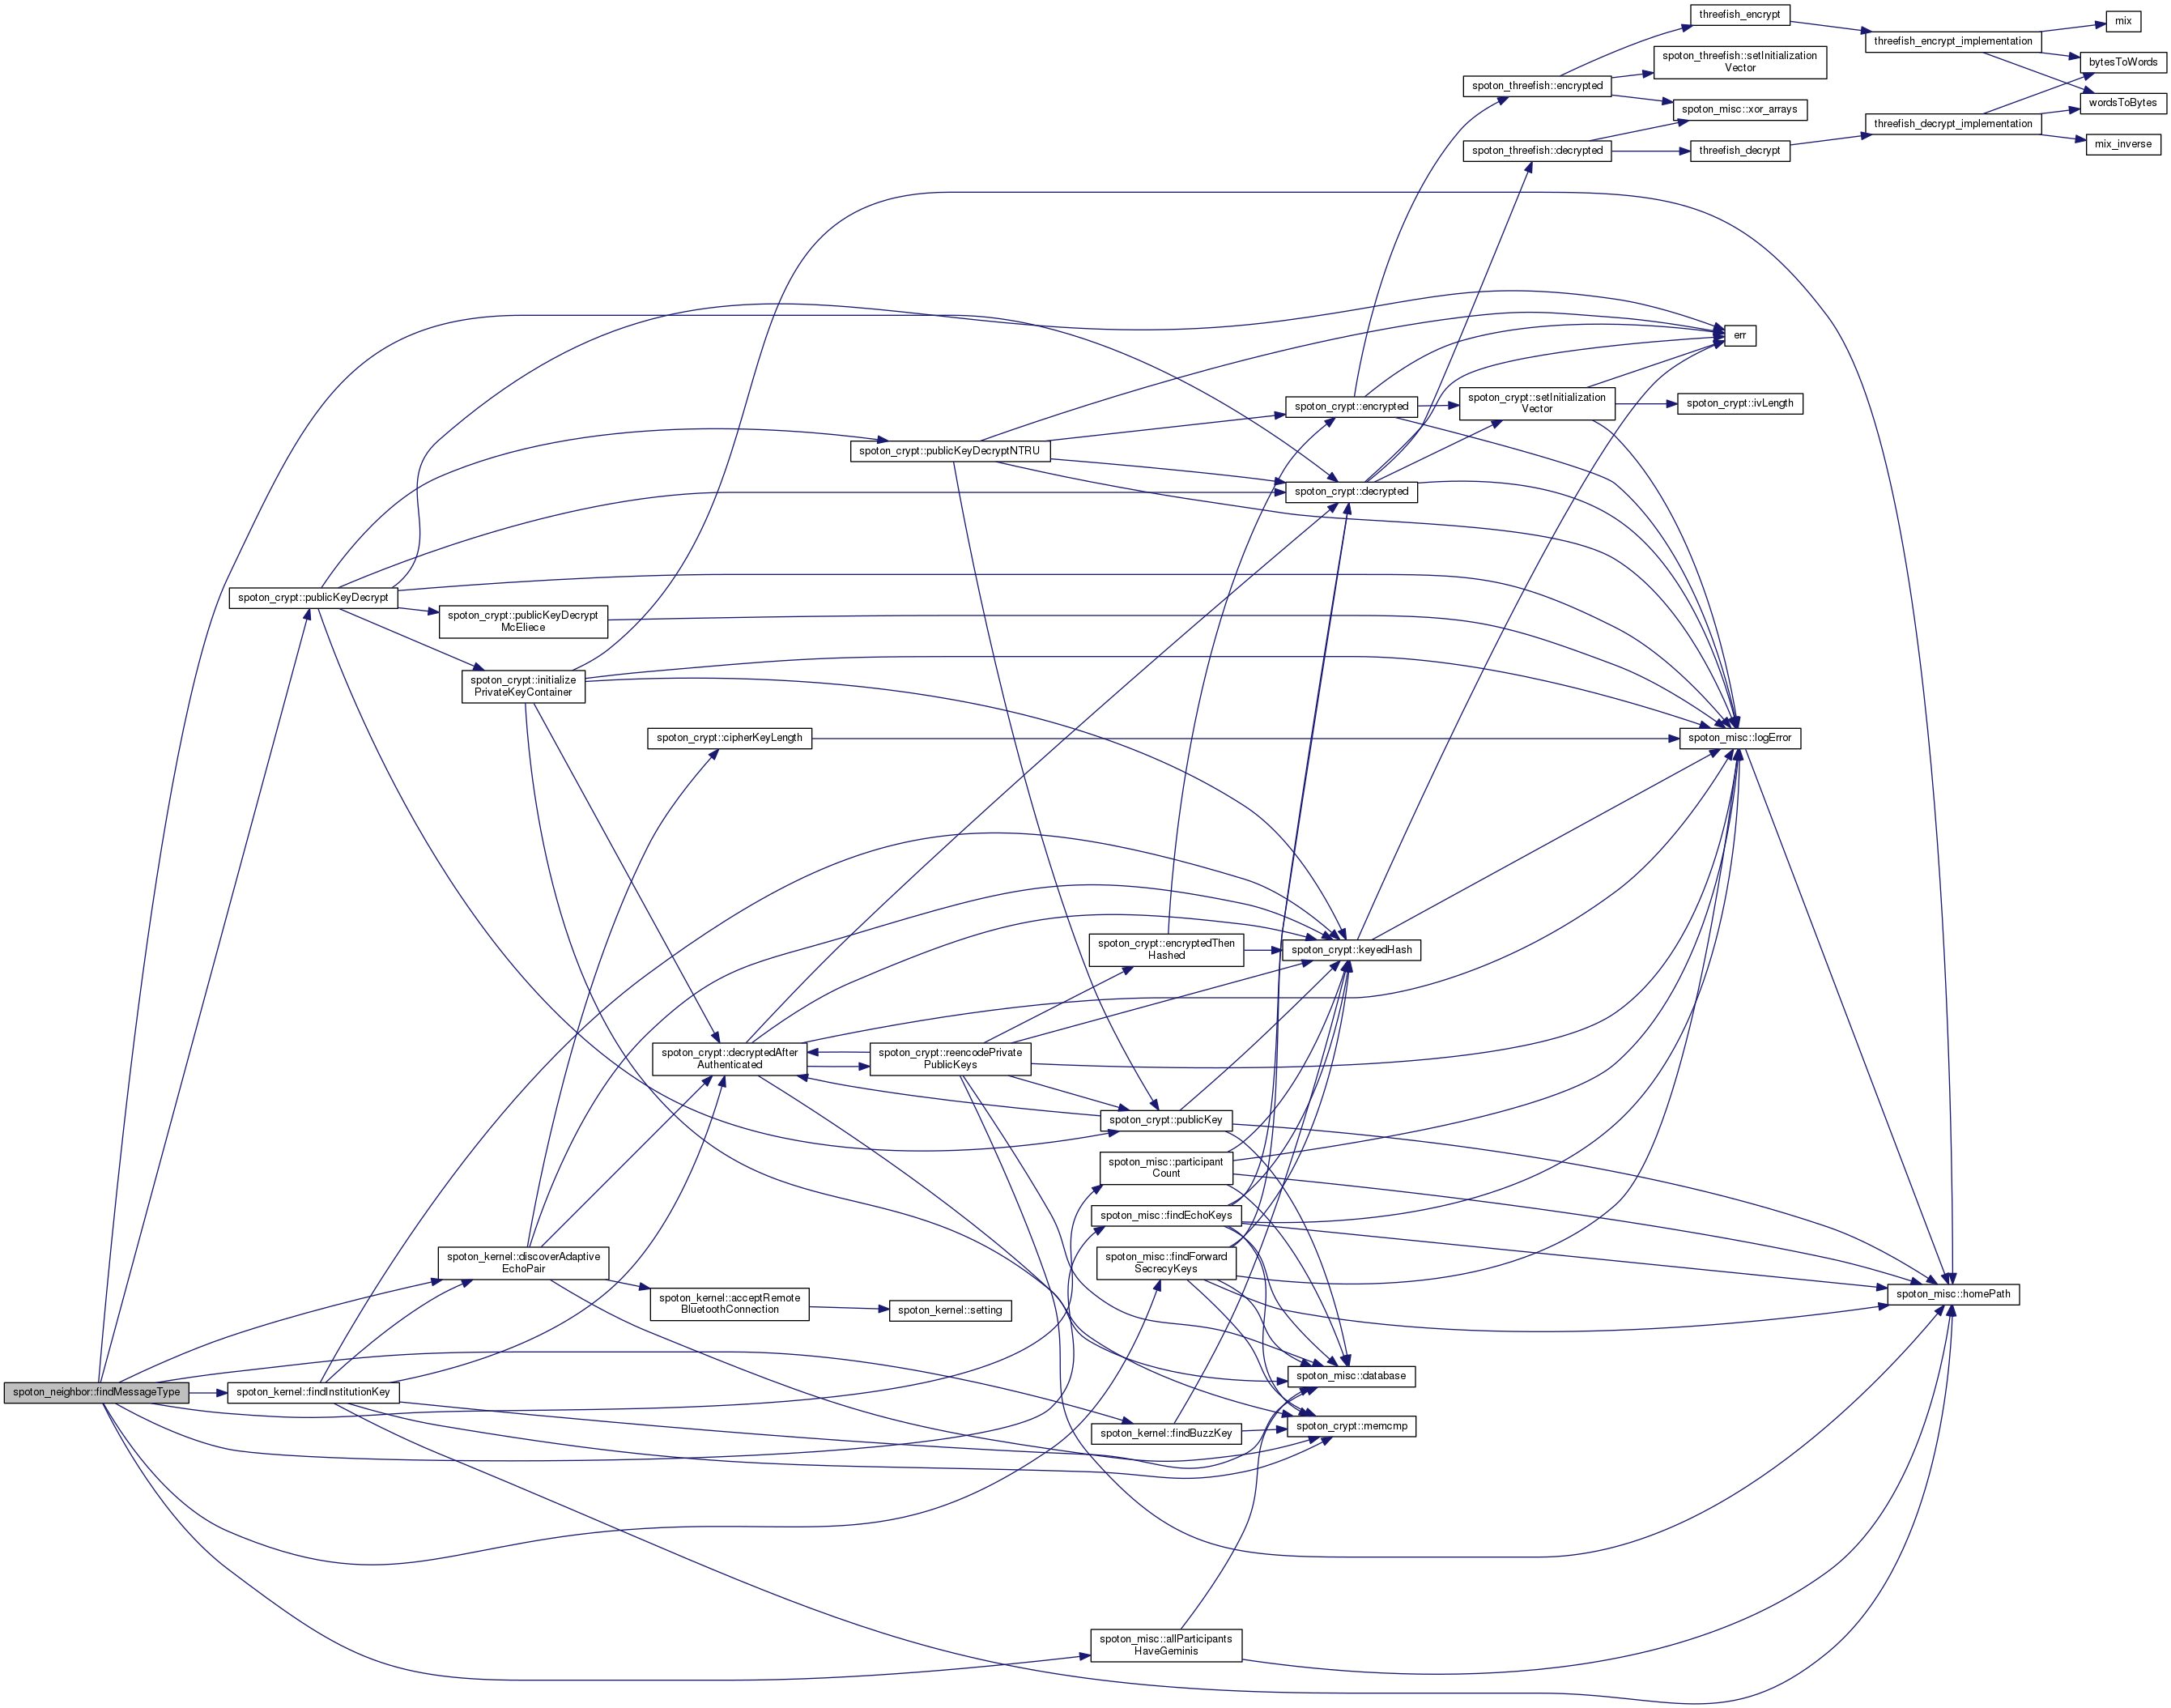 threefish_encrypt
mix
threefish_encrypt_implementation
spoton_threefish::setInitialization
Vector
bytesToWords
spoton_threefish::encrypted
wordsToBytes
spoton_misc::xor_arrays
threefish_decrypt_implementation
mix_inverse
spoton_threefish::decrypted
threefish_decrypt
err
spoton_crypt::encrypted
spoton_crypt::setInitialization
Vector
spoton_crypt::ivLength
spoton_crypt::publicKeyDecryptNTRU
spoton_crypt::decrypted
spoton_crypt::publicKeyDecrypt
spoton_crypt::publicKeyDecrypt
McEliece
spoton_crypt::initialize
PrivateKeyContainer
spoton_crypt::cipherKeyLength
spoton_misc::logError
spoton_crypt::encryptedThen
Hashed
spoton_crypt::keyedHash
spoton_crypt::decryptedAfter
Authenticated
spoton_crypt::reencodePrivate
PublicKeys
spoton_crypt::publicKey
spoton_misc::participant
Count
spoton_misc::findEchoKeys
spoton_kernel::discoverAdaptive
EchoPair
spoton_misc::findForward
SecrecyKeys
spoton_kernel::acceptRemote
BluetoothConnection
spoton_kernel::setting
spoton_misc::homePath
spoton_misc::database
spoton_neighbor::findMessageType
spoton_kernel::findInstitutionKey
spoton_kernel::findBuzzKey
spoton_crypt::memcmp
spoton_misc::allParticipants
HaveGeminis